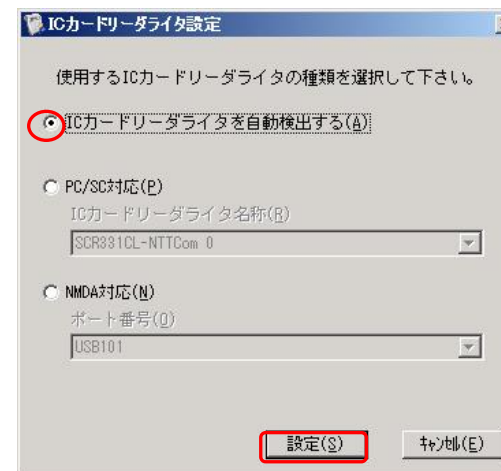 ICカードリーダライタ設定
使用するICカードリーダライタの種類を選択して下さい。
ICカードリーダライタを自動検出する(A)
PC/SC対応(P)
ICカードリーダライタ名称(R)
SCR331CL-NTTCom 0
NMDA対応(N)
ポート番号(O)
USB101
設定(S)
ｷｬﾝｾﾙ(E)